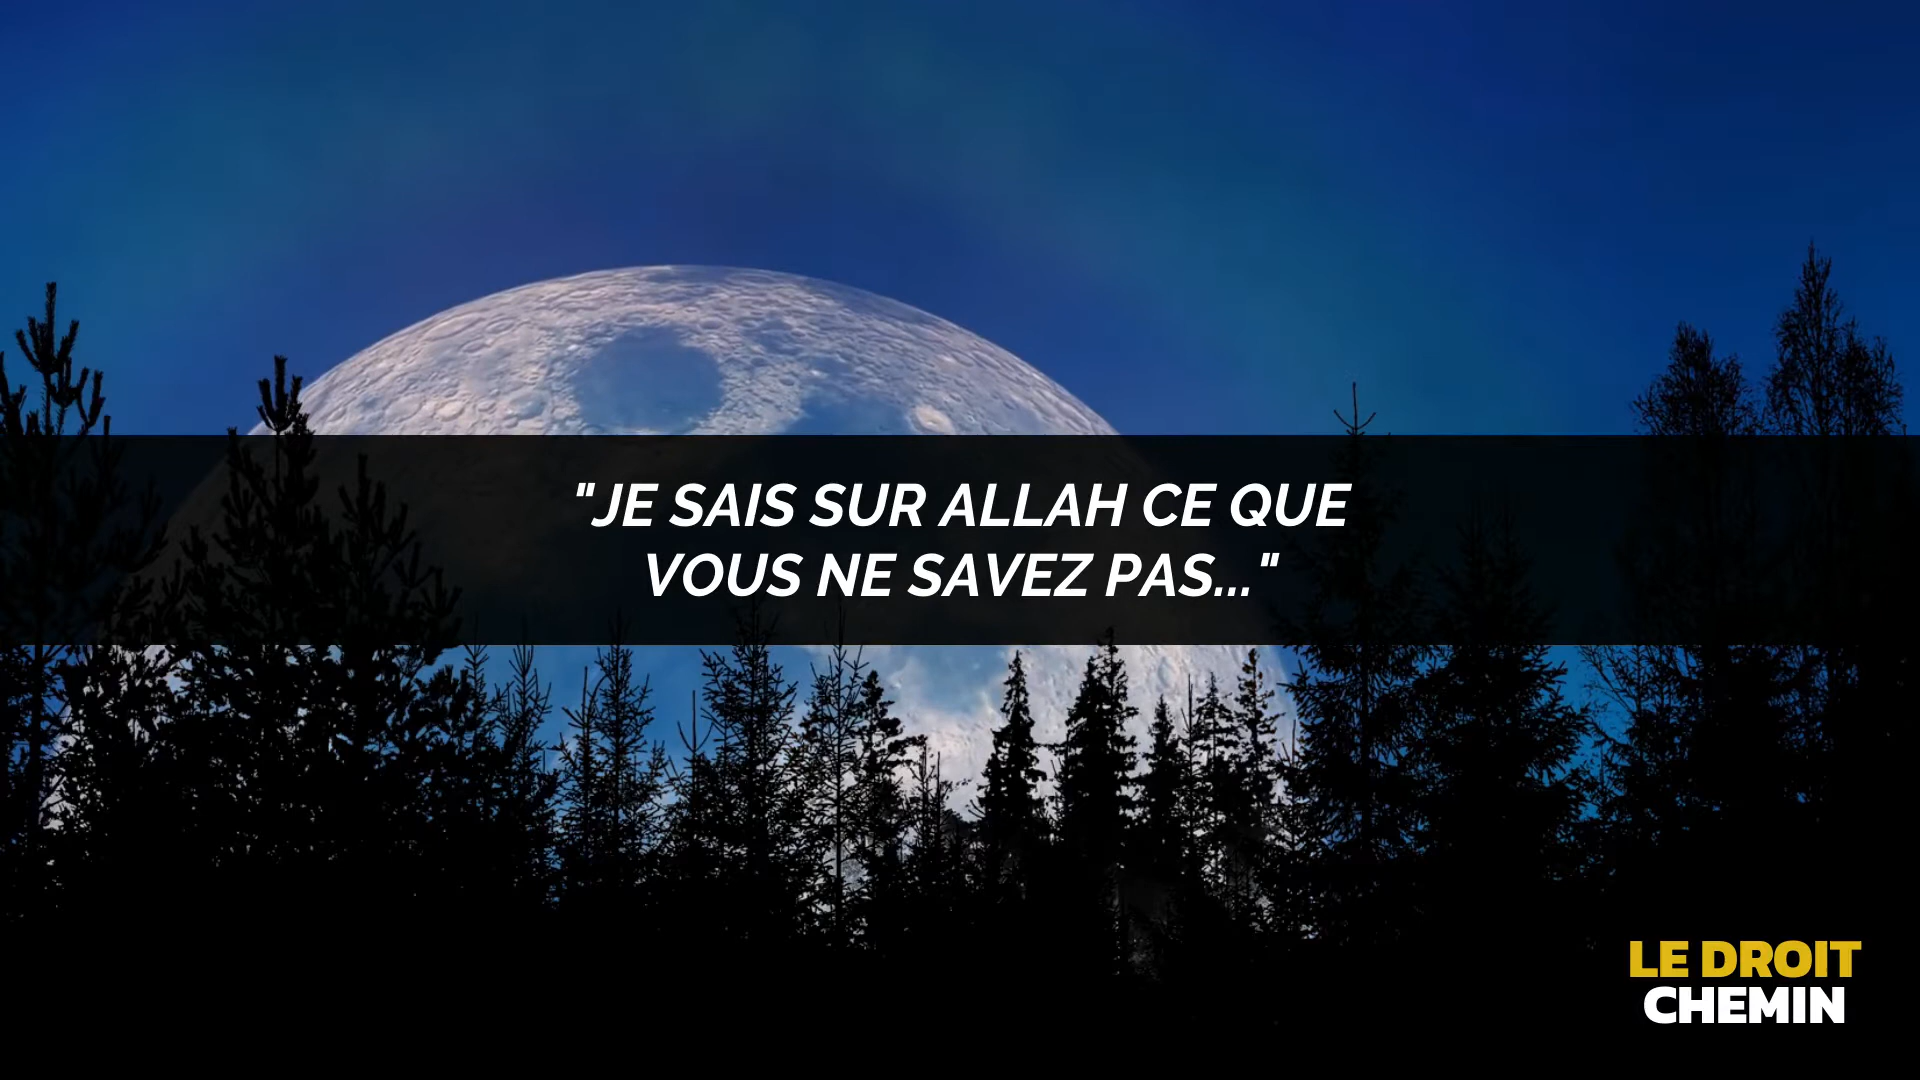 "JE SAIS SUR ALLAH CE QUE
VOUS NE SAVEZ PAS..."
LE DROIT
CHEMIN